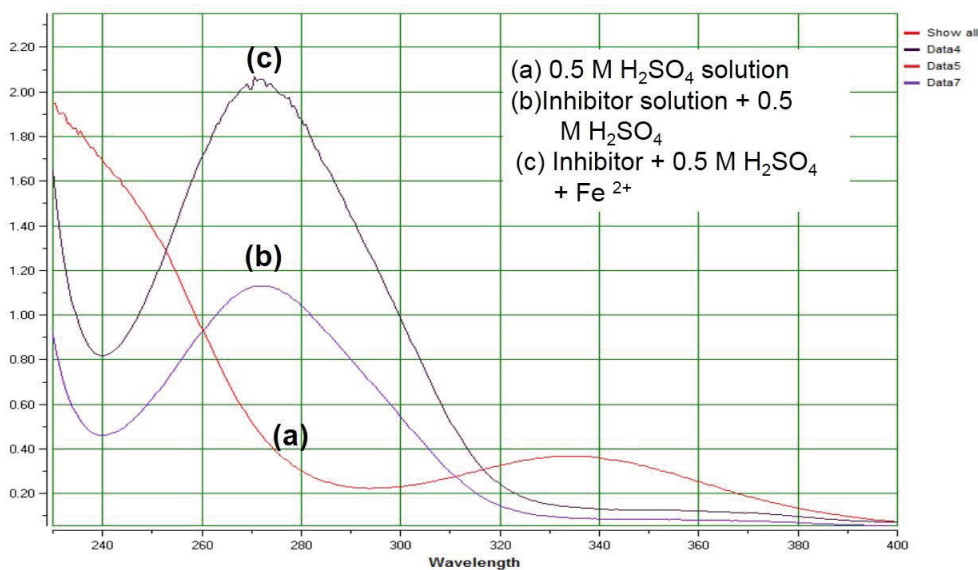 2.20
2.00
1.80
1.60
1.40
1.20
1.00
0.80
0.60
0.40
0.20
240
260
280
300
320
340
360
380
400
Wavelength
(c)
(b)
(a)
(a) 0.5 M H₂SO₄ solution
(b)Inhibitor solution + 0.5
M H₂SO₄
(c) Inhibitor + 0.5 M H₂SO₄
+ Fe ²⁺
Show all
Data4
Data5
Data7